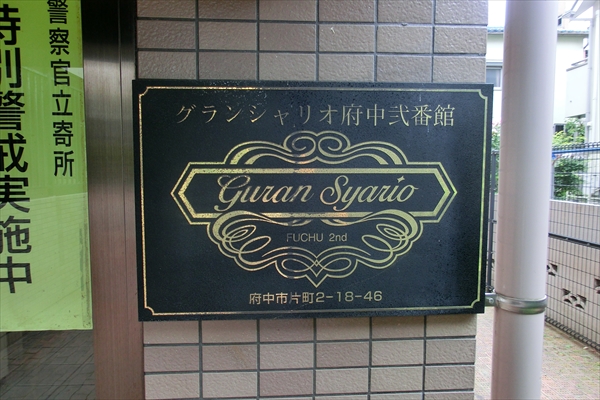 警察官立寄所
特別警戒実施中
グランシャリオ府中弐番館
Guran Syario
FUCHU 2nd
府中市片町2-18-46